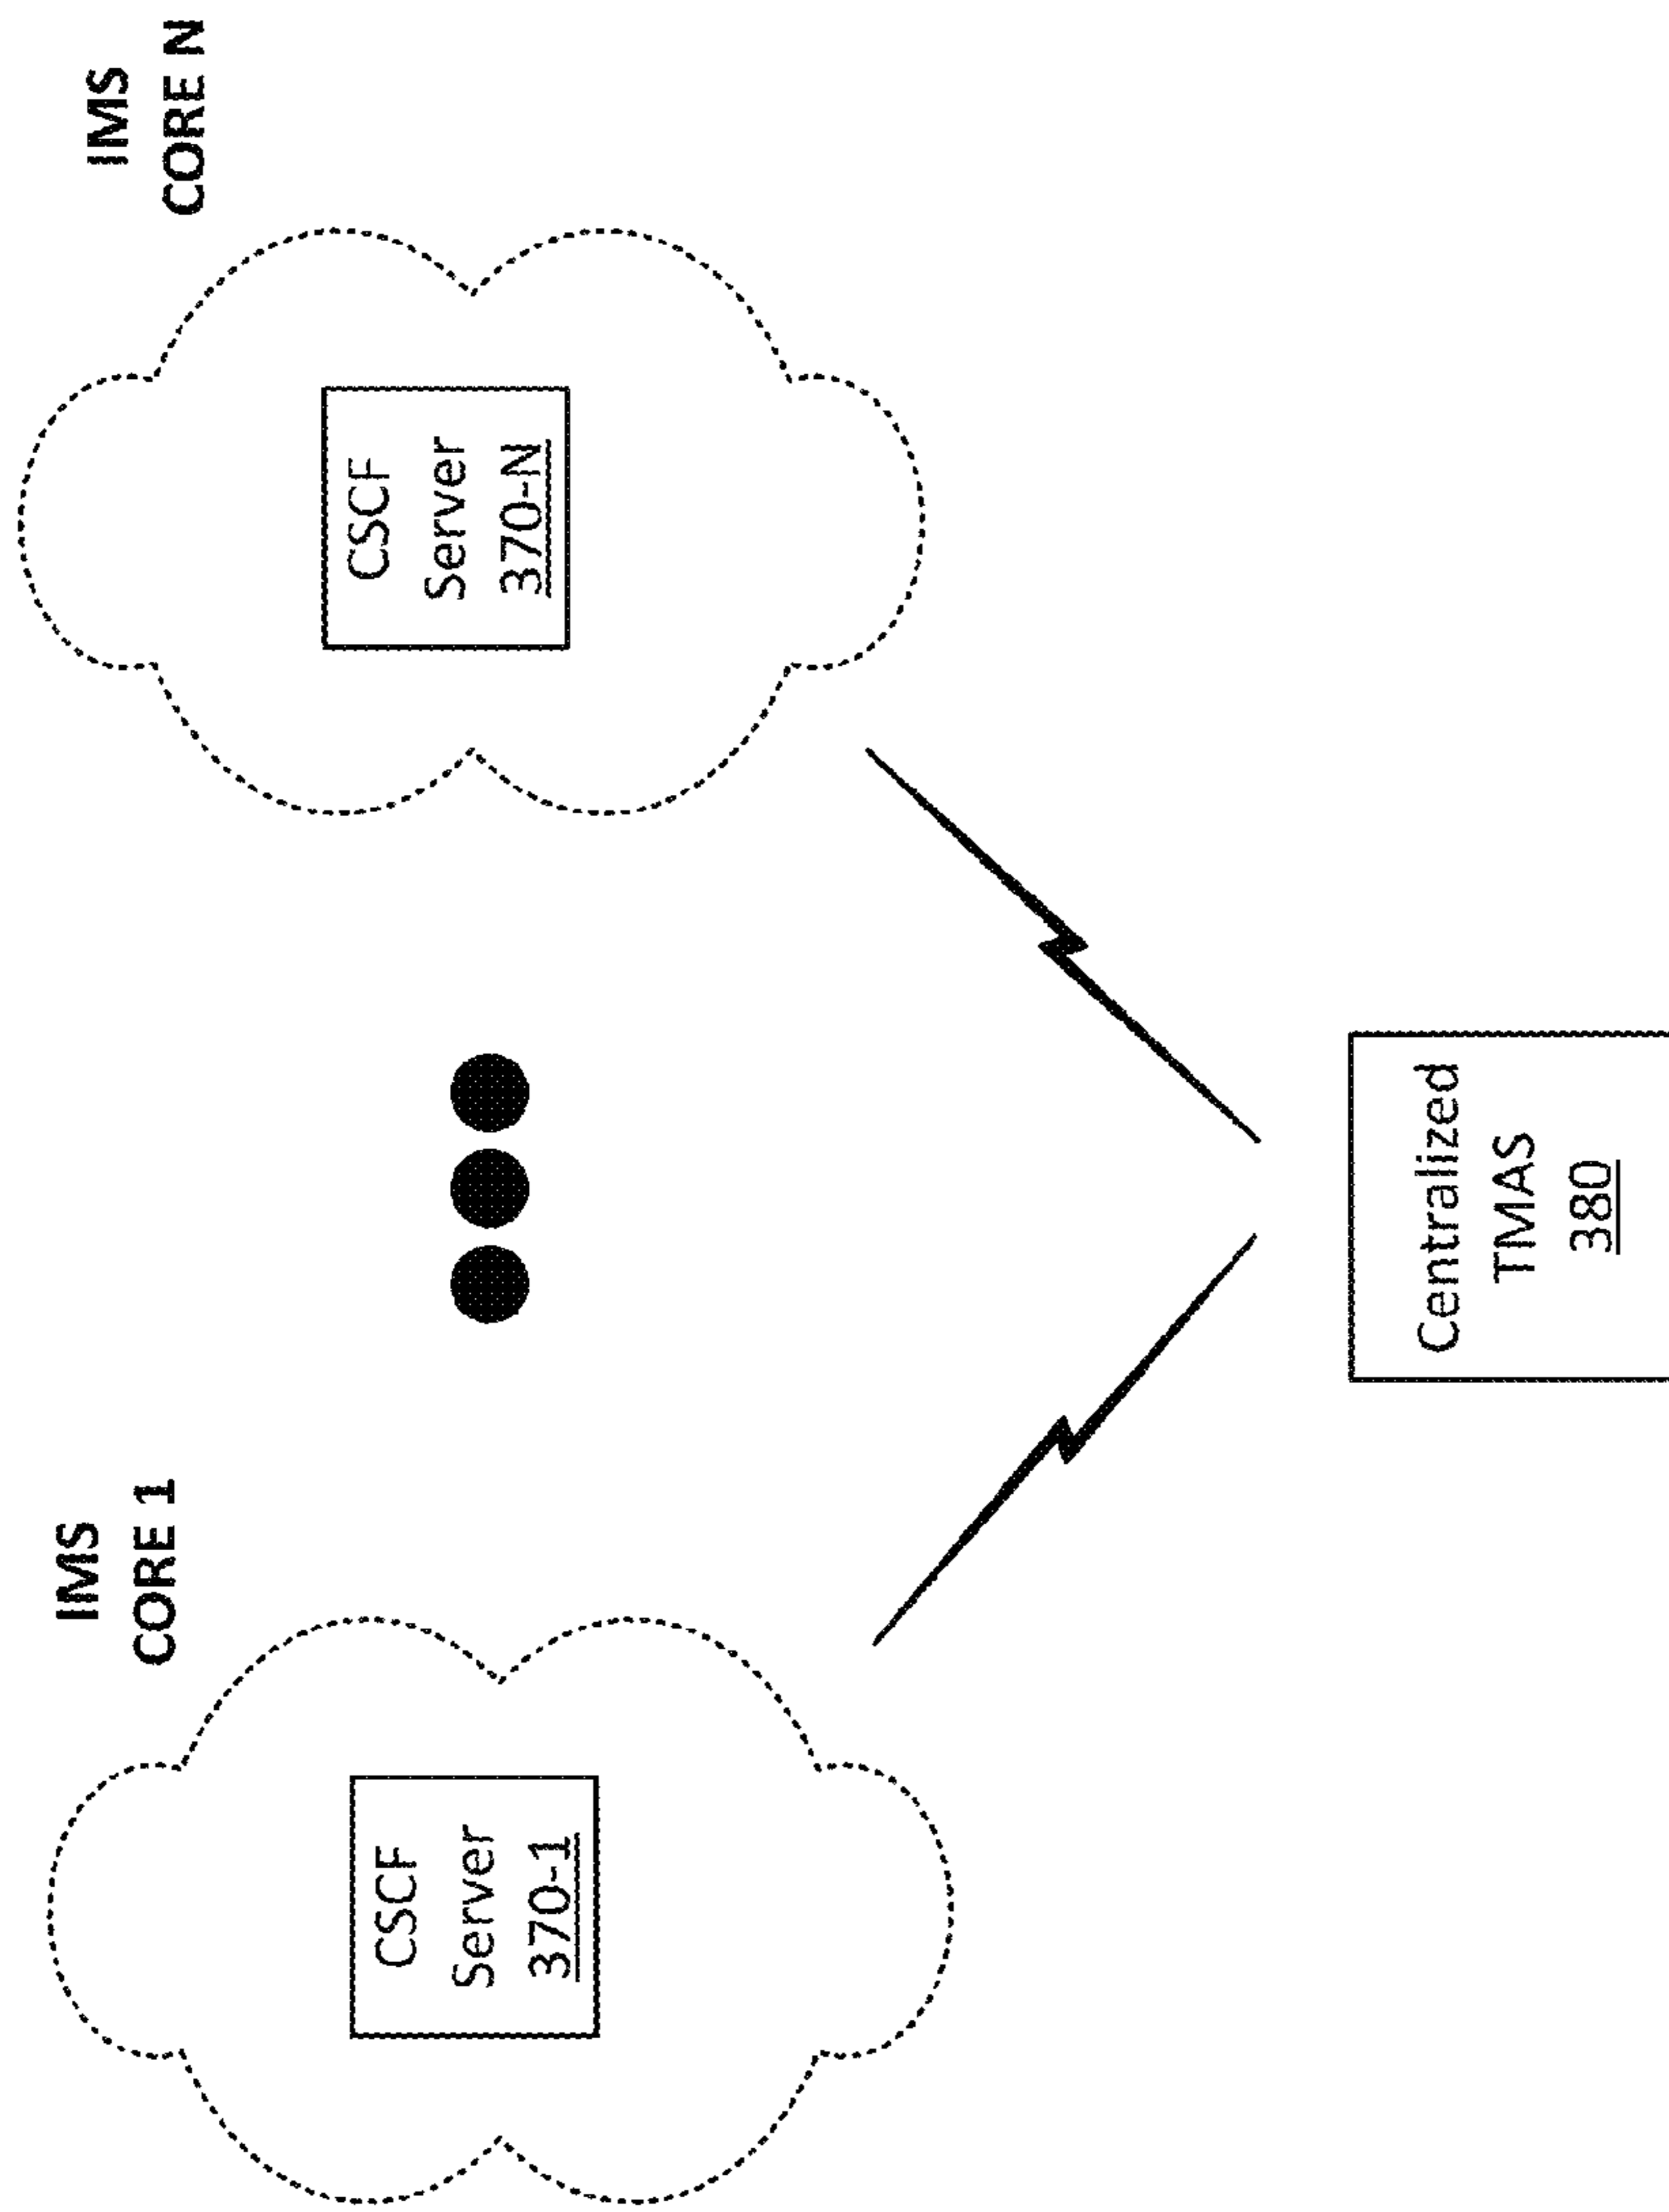 IMS
CORE 1
CSCF
Server
370-1
IMS
CORE N
CSCF
Server
370-N
Centralized
TMAS
380